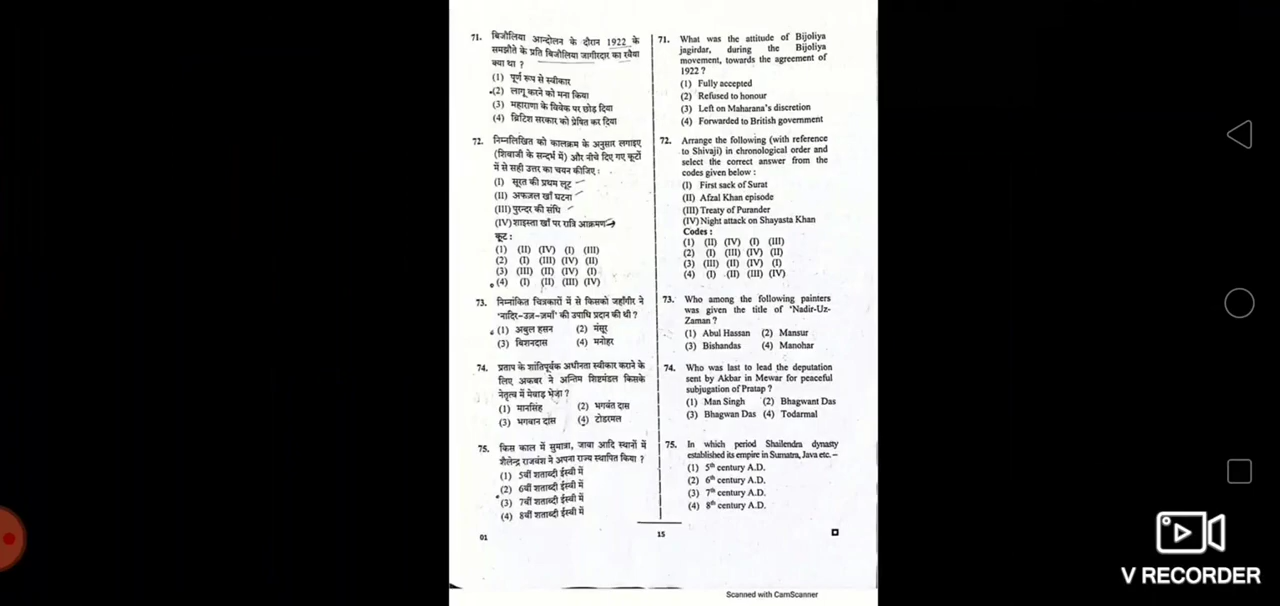 71. बिजौलिया आन्दोलन के दौरान 1922 के
समझौते के प्रति बिजौलिया जागीरदार का रवैया
क्या था ?
(1) पूर्ण रूप से स्वीकार
(2) लागू करने को मना किया
(3) महाराणा के विवेक पर छोड़ दिया
(4) ब्रिटिश सरकार को प्रेषित कर दिया
72. निम्नलिखित को कालक्रम के अनुसार लगाइए
(शिवाजी के सन्दर्भ में) और नीचे दिए गए कूटों
में से सही उत्तर का चयन कीजिए :
(I) सूरत की प्रथम लूट
(II) अफज़ल खाँ घटना
(III) पुरन्दर की संधि
(IV) शाइस्ता खाँ पर रात्रि आक्रमण
कूट :
(1) (II) (IV) (I) (III)
(2) (I) (III) (IV) (II)
(3) (III) (II) (IV) (I)
(4) (I) (II) (III) (IV)
73. निम्नांकित चित्रकारों में से किसको जहाँगीर ने
'नादिर-उज़-ज़माँ' की उपाधि प्रदान की थी ?
(1) अबुल हसन (2) मंसूर
(3) बिशनदास (4) मनोहर
74. प्रताप के शांतिपूर्वक अधीनता स्वीकार कराने के
लिए अकबर ने अन्तिम शिष्टमंडल किसके
नेतृत्व में मेवाड़ भेजा ?
(1) मानसिंह (2) भगवंत दास
(3) भगवान दास (4) टोडरमल
75. किस काल में सुमात्रा, जावा आदि स्थानों में
शैलेन्द्र राजवंश ने अपना राज्य स्थापित किया ?
(1) 5वीं शताब्दी ईस्वी में
(2) 6वीं शताब्दी ईस्वी में
(3) 7वीं शताब्दी ईस्वी में
(4) 8वीं शताब्दी ईस्वी में
01
71. What was the attitude of Bijoliya
jagirdar, during the Bijoliya
movement, towards the agreement of
1922 ?
(1) Fully accepted
(2) Refused to honour
(3) Left on Maharana's discretion
(4) Forwarded to British government
72. Arrange the following (with reference
to Shivaji) in chronological order and
select the correct answer from the
codes given below :
(I) First sack of Surat
(II) Afzal Khan episode
(III) Treaty of Purander
(IV) Night attack on Shayasta Khan
Codes :
(1) (II) (IV) (I) (III)
(2) (I) (III) (IV) (II)
(3) (III) (II) (IV) (I)
(4) (I) (II) (III) (IV)
73. Who among the following painters
was given the title of 'Nadir-Uz-
Zaman ?
(1) Abul Hassan (2) Mansur
(3) Bishandas (4) Manohar
74. Who was last to lead the deputation
sent by Akbar in Mewar for peaceful
subjugation of Pratap ?
(1) Man Singh (2) Bhagwant Das
(3) Bhagwan Das (4) Todarmal
75. In which period Shailendra dynasty
established its empire in Sumatra, Java etc. –
(1) 5th century A.D.
(2) 6th century A.D.
(3) 7th century A.D.
(4) 8th century A.D.
15
Scanned with CamScanner
V RECORDER